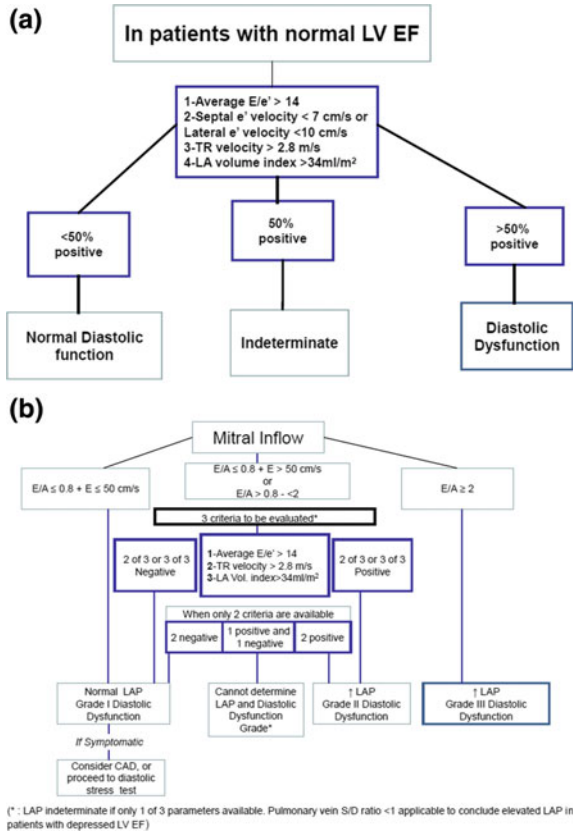 (a)
In patients with normal LV EF
1-Average E/e' > 14
2-Septal e' velocity < 7 cm/s or
Lateral e' velocity <10 cm/s
3-TR velocity > 2.8 m/s
4-LA volume index >34ml/m²
<50%
positive
50%
positive
>50%
positive
Normal Diastolic
function
Indeterminate
Diastolic
Dysfunction
(b)
Mitral Inflow
E/A ≤ 0.8 + E ≤ 50 cm/s
E/A ≤ 0.8 + E > 50 cm/s
or
E/A > 0.8 - <2
E/A ≥ 2
3 criteria to be evaluated*
2 of 3 or 3 of 3
Negative
1-Average E/e' > 14
2-TR velocity > 2.8 m/s
3-LA Vol. index>34ml/m²
2 of 3 or 3 of 3
Positive
When only 2 criteria are available
2 negative
1 positive and
1 negative
2 positive
Normal LAP
Grade I Diastolic
Dysfunction
Cannot determine
LAP and Diastolic
Dysfunction
Grade*
↑ LAP
Grade II Diastolic
Dysfunction
↑ LAP
Grade III Diastolic
Dysfunction
If Symptomatic
Consider CAD, or
proceed to diastolic
stress test
(* : LAP indeterminate if only 1 of 3 parameters available. Pulmonary vein S/D ratio <1 applicable to conclude elevated LAP in
patients with depressed LV EF)